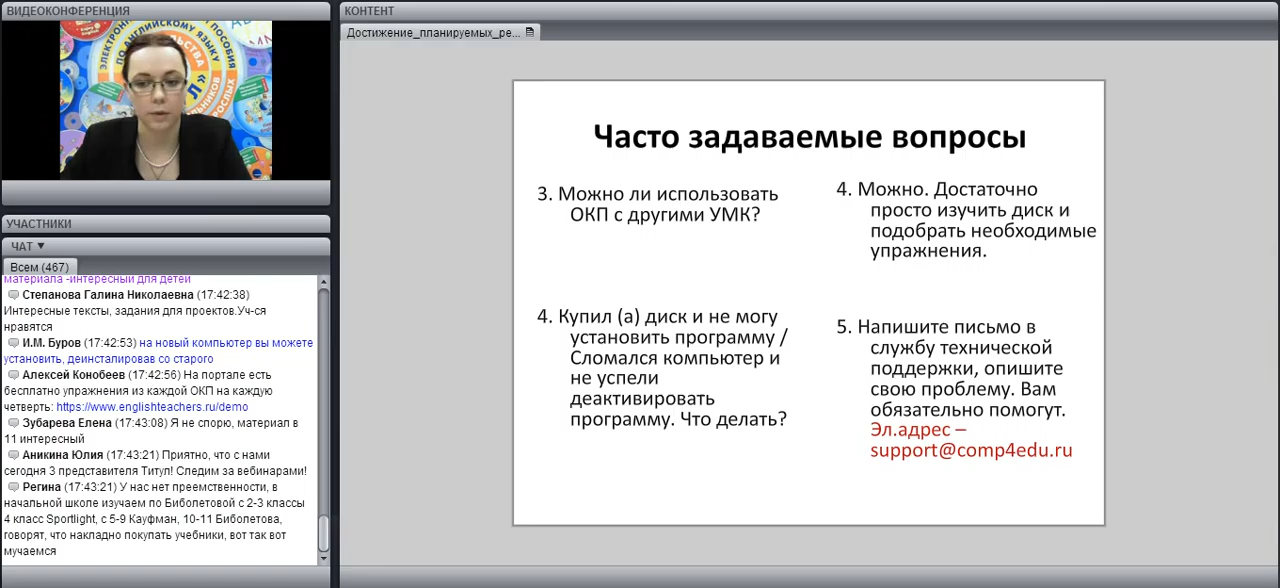 ВИДЕОКОНФЕРЕНЦИЯ
ЭЛЕКТРОННЫЕ
ПОСОБИЯ
ПО АНГЛИЙСКОМУ ЯЗЫКУ
УЧАСТНИКИ
ЧАТ
Всем (467)
материала -интересный для детей
Степанова Галина Николаевна (17:42:38)
Интересные тексты, задания для проектов.Уч-ся
нравятся
И.М. Буров (17:42:53) на новый компьютер вы можете
установить, деинсталировав со старого
Алексей Конобеев (17:42:56) На портале есть
бесплатно упражнения из каждой ОКП на каждую
четверть: https://www.englishteachers.ru/demo
Зубарева Елена (17:43:08) Я не спорю, материал в
11 интересный
Аникина Юлия (17:43:21) Приятно, что с нами
сегодня 3 представителя Титул! Следим за вебинарами!
Регина (17:43:21) У нас нет преемственности, в
начальной школе изучаем по Биболетовой с 2-3 классы
4 класс Sportlight, с 5-9 Кауфман, 10-11 Биболетова,
говорят, что накладно покупать учебники, вот так вот
мучаемся
КОНТЕНТ
Достижение_планируемых_ре...
Часто задаваемые вопросы
3. Можно ли использовать
ОКП с другими УМК?
4. Можно. Достаточно
просто изучить диск и
подобрать необходимые
упражнения.
4. Купил (а) диск и не могу
установить программу /
Сломался компьютер и
не успели
деактивировать
программу. Что делать?
5. Напишите письмо в
службу технической
поддержки, опишите
свою проблему. Вам
обязательно помогут.
Эл.адрес –
support@comp4edu.ru